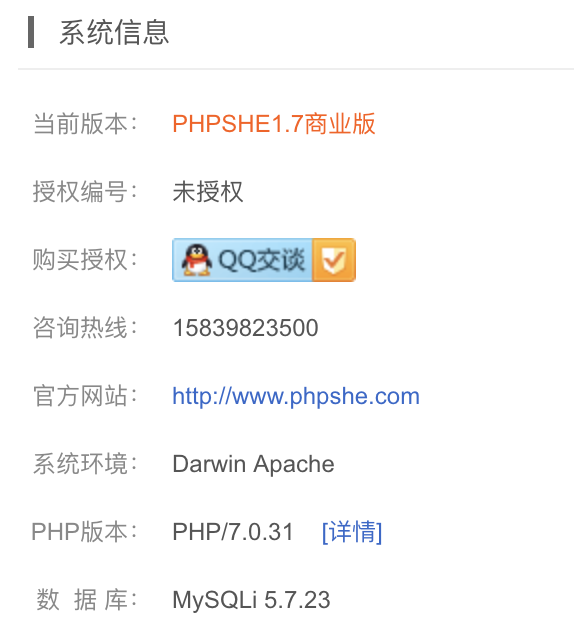 系统信息
当前版本： PHPSHE1.7商业版
授权编号： 未授权
购买授权： QQ交谈
咨询热线： 15839823500
官方网站： http://www.phpshe.com
系统环境： Darwin Apache
PHP版本： PHP/7.0.31 [详情]
数 据 库： MySQLi 5.7.23